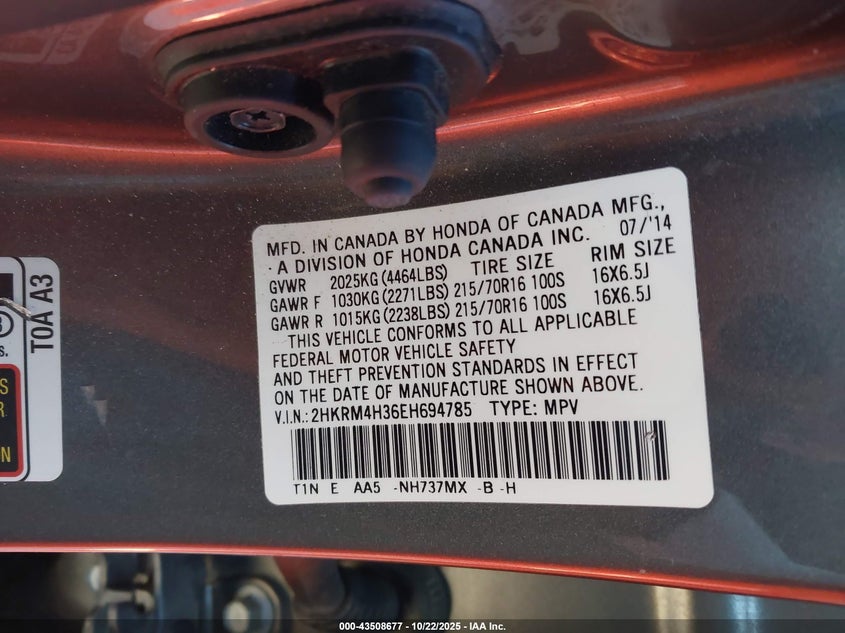 MFD. IN CANADA BY HONDA OF CANADA MFG.,
- A DIVISION OF HONDA CANADA INC. 07/'14
GVWR 2025KG (4464LBS) TIRE SIZE RIM SIZE
GAWR F 1030KG (2271LBS) 215/70R16 100S 16X6.5J
GAWR R 1015KG (2238LBS) 215/70R16 100S 16X6.5J
THIS VEHICLE CONFORMS TO ALL APPLICABLE
FEDERAL MOTOR VEHICLE SAFETY
AND THEFT PREVENTION STANDARDS IN EFFECT
ON THE DATE OF MANUFACTURE SHOWN ABOVE.
V.I.N.: 2HKRM4H36EH694785 TYPE: MPV
T1N E AA5 -NH737MX -B -H
T0A A3
000-43508677 - 10/22/2025 - IAA Inc.